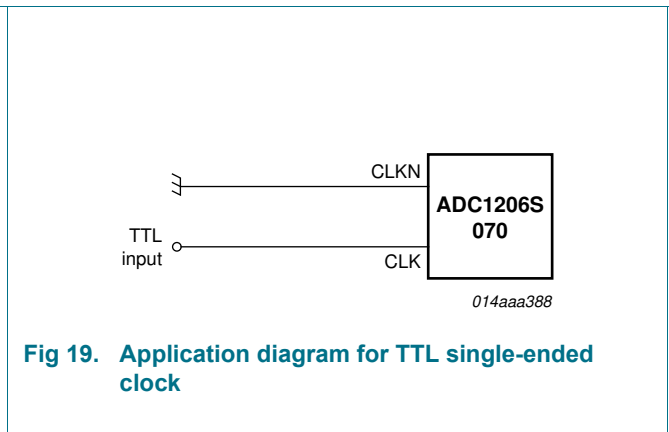 CLKN
ADC1206S
070
TTL
input
CLK
014aaa388
Fig 19. Application diagram for TTL single-ended
clock